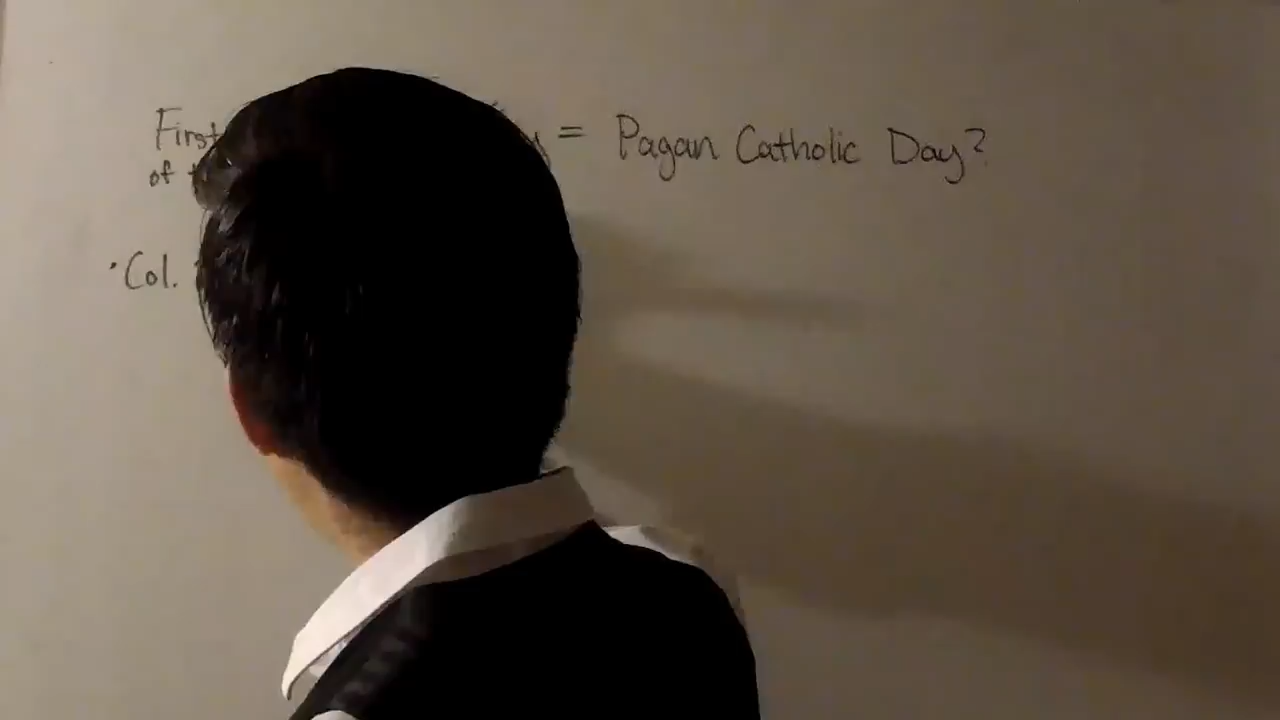 First = Pagan Catholic Day?
of
·Col.